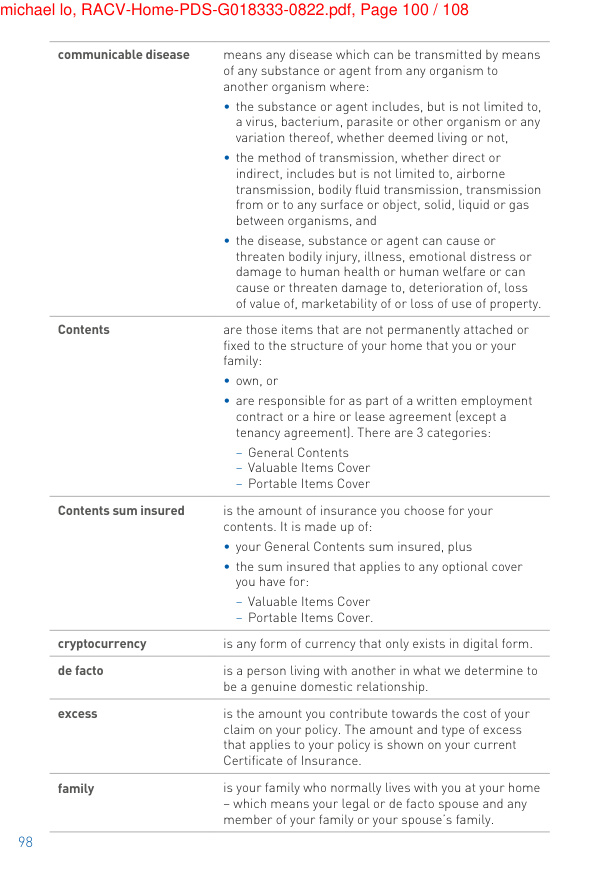 michael lo, RACV-Home-PDS-G018333-0822.pdf, Page 100 / 108
communicable disease
means any disease which can be transmitted by means
of any substance or agent from any organism to
another organism where:
• the substance or agent includes, but is not limited to,
a virus, bacterium, parasite or other organism or any
variation thereof, whether deemed living or not,
• the method of transmission, whether direct or
indirect, includes but is not limited to, airborne
transmission, bodily fluid transmission, transmission
from or to any surface or object, solid, liquid or gas
between organisms, and
• the disease, substance or agent can cause or
threaten bodily injury, illness, emotional distress or
damage to human health or human welfare or can
cause or threaten damage to, deterioration of, loss
of value of, marketability of or loss of use of property.
Contents
are those items that are not permanently attached or
fixed to the structure of your home that you or your
family:
• own, or
• are responsible for as part of a written employment
contract or a hire or lease agreement (except a
tenancy agreement). There are 3 categories:
– General Contents
– Valuable Items Cover
– Portable Items Cover
Contents sum insured
is the amount of insurance you choose for your
contents. It is made up of:
• your General Contents sum insured, plus
• the sum insured that applies to any optional cover
you have for:
– Valuable Items Cover
– Portable Items Cover.
cryptocurrency
is any form of currency that only exists in digital form.
de facto
is a person living with another in what we determine to
be a genuine domestic relationship.
excess
is the amount you contribute towards the cost of your
claim on your policy. The amount and type of excess
that applies to your policy is shown on your current
Certificate of Insurance.
family
is your family who normally lives with you at your home
– which means your legal or de facto spouse and any
member of your family or your spouse's family.
98